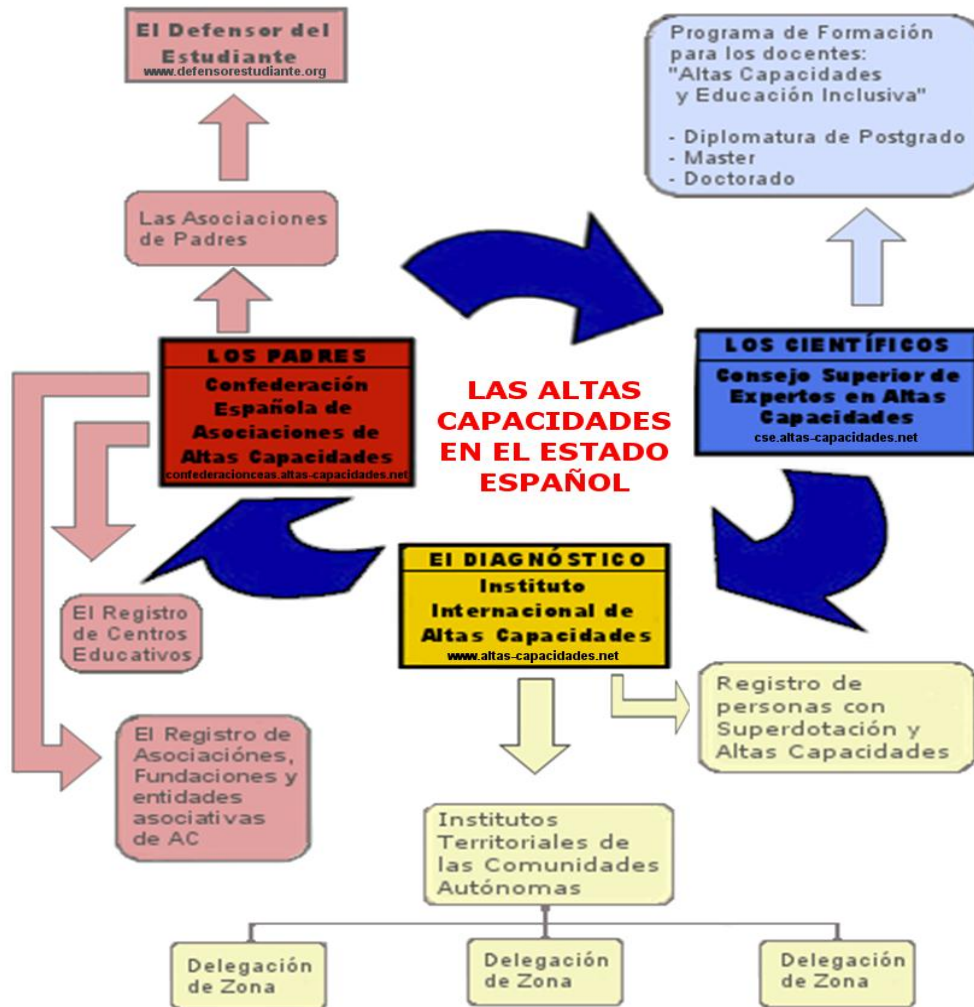 El Defensor del
Estudiante
www.defensorestudiante.org
Programa de Formación
para los docentes:
"Altas Capacidades
y Educación Inclusiva"
- Diplomatura de Postgrado
- Master
- Doctorado
Las Asociaciones
de Padres
LOS PADRES
Confederación
Española de
Asociaciones de
Altas Capacidades
confederacionceas.altas-capacidades.net
LAS ALTAS
CAPACIDADES
EN EL ESTADO
ESPAÑOL
LOS CIENTÍFICOS
Consejo Superior de
Expertos en Altas
Capacidades
cse.altas-capacidades.net
El DIAGNÓSTICO
Instituto
Internacional de
Altas Capacidades
www.altas-capacidades.net
El Registro
de Centros
Educativos
Registro de
personas con
Superdotación y
Altas Capacidades
El Registro de
Asociaciónes,
Fundaciones y
entidades
asociativas
de AC
Institutos
Territoriales de
las Comunidades
Autónomas
Delegación
de Zona
Delegación
de Zona
Delegación
de Zona